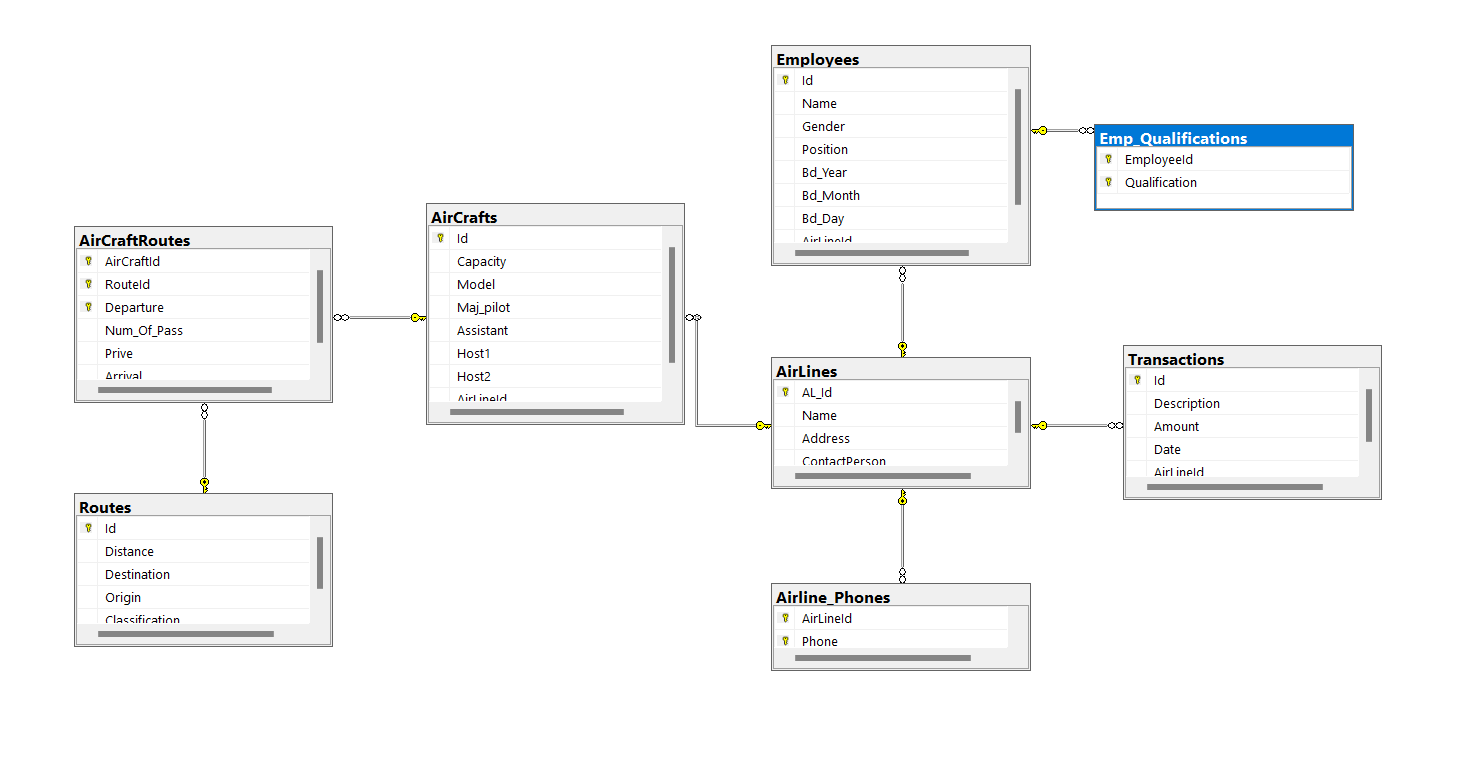 Employees
Id
Name
Gender
Position
Bd_Year
Bd_Month
Bd_Day
AirLineId
Emp_Qualifications
EmployeeId
Qualification
AirCrafts
Id
Capacity
Model
Maj_pilot
Assistant
Host1
Host2
AirLineId
AirCraftRoutes
AirCraftId
RouteId
Departure
Num_Of_Pass
Prive
Arrival
AirLines
AL_Id
Name
Address
ContactPerson
Transactions
Id
Description
Amount
Date
AirLineId
Routes
Id
Distance
Destination
Origin
Classification
Airline_Phones
AirLineId
Phone